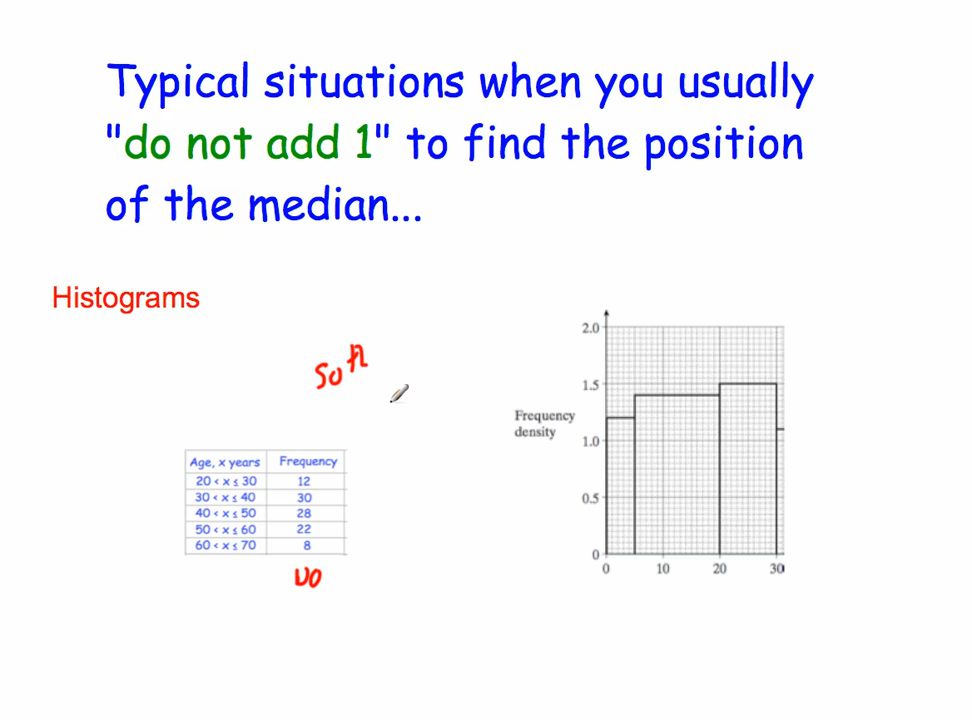 Typical situations when you usually
"do not add 1" to find the position
of the median...
Histograms
50th
Age, x years Frequency
20 < x ≤ 30 12
30 < x ≤ 40 30
40 < x ≤ 50 28
50 < x ≤ 60 22
60 < x ≤ 70 8
100
2.0
1.5
Frequency
density
1.0
0.5
0
0 10 20 30